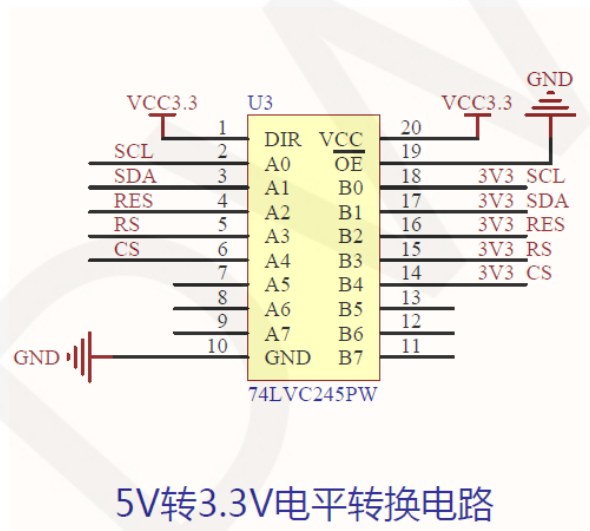 GND
VCC3.3 U3 VCC3.3
1 DIR VCC 20
SCL 2 A0 OE 19
SDA 3 A1 B0 18 3V3 SCL
RES 4 A2 B1 17 3V3 SDA
RS 5 A3 B2 16 3V3 RES
CS 6 A4 B3 15 3V3 RS
7 A5 B4 14 3V3 CS
8 A6 B5 13
9 A7 B6 12
GND 10 GND B7 11
74LVC245PW
5V转3.3V电平转换电路